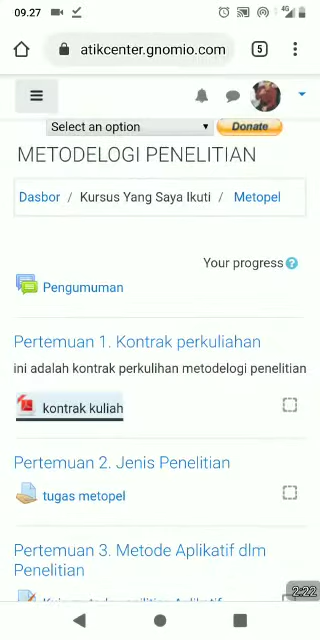 09.27
4G
atikcenter.gnomio.com
5
Select an option
Donate
METODELOGI PENELITIAN
Dasbor / Kursus Yang Saya Ikuti / Metopel
Your progress
Pengumuman
Pertemuan 1. Kontrak perkuliahan
ini adalah kontrak perkulihan metodelogi penelitian
kontrak kuliah
Pertemuan 2. Jenis Penelitian
tugas metopel
Pertemuan 3. Metode Aplikatif dlm
Penelitian
2:22